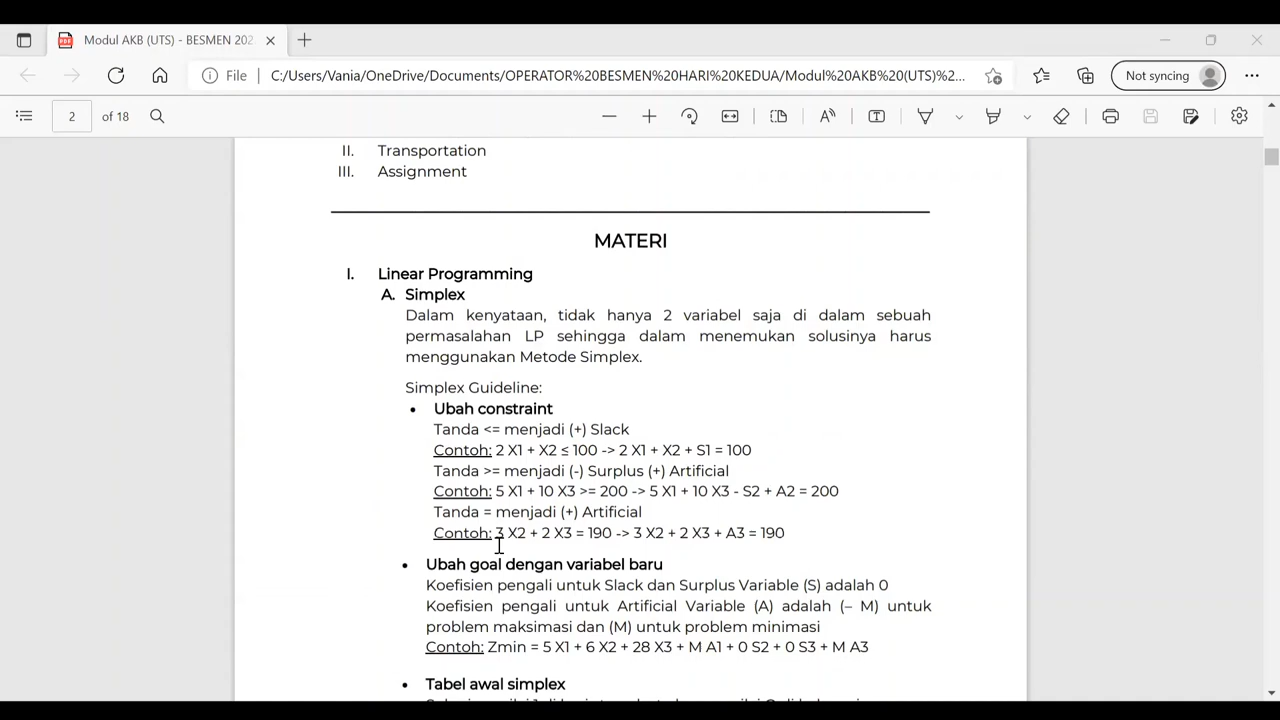 Modul AKB (UTS) - BESMEN 202
File
C:/Users/Vania/OneDrive/Documents/OPERATOR%20BESMEN%20HARI%20KEDUA/Modul%20AKB%20(UTS)%2...
Not syncing
2 of 18
II. Transportation
III. Assignment
MATERI
I. Linear Programming
A. Simplex
Dalam kenyataan, tidak hanya 2 variabel saja di dalam sebuah
permasalahan LP sehingga dalam menemukan solusinya harus
menggunakan Metode Simplex.
Simplex Guideline:
• Ubah constraint
Tanda <= menjadi (+) Slack
Contoh: 2 X1 + X2 ≤ 100 -> 2 X1 + X2 + S1 = 100
Tanda >= menjadi (-) Surplus (+) Artificial
Contoh: 5 X1 + 10 X3 >= 200 -> 5 X1 + 10 X3 - S2 + A2 = 200
Tanda = menjadi (+) Artificial
Contoh: 3 X2 + 2 X3 = 190 -> 3 X2 + 2 X3 + A3 = 190
• Ubah goal dengan variabel baru
Koefisien pengali untuk Slack dan Surplus Variable (S) adalah 0
Koefisien pengali untuk Artificial Variable (A) adalah (– M) untuk
problem maksimasi dan (M) untuk problem minimasi
Contoh: Zmin = 5 X1 + 6 X2 + 28 X3 + M A1 + 0 S2 + 0 S3 + M A3
• Tabel awal simplex